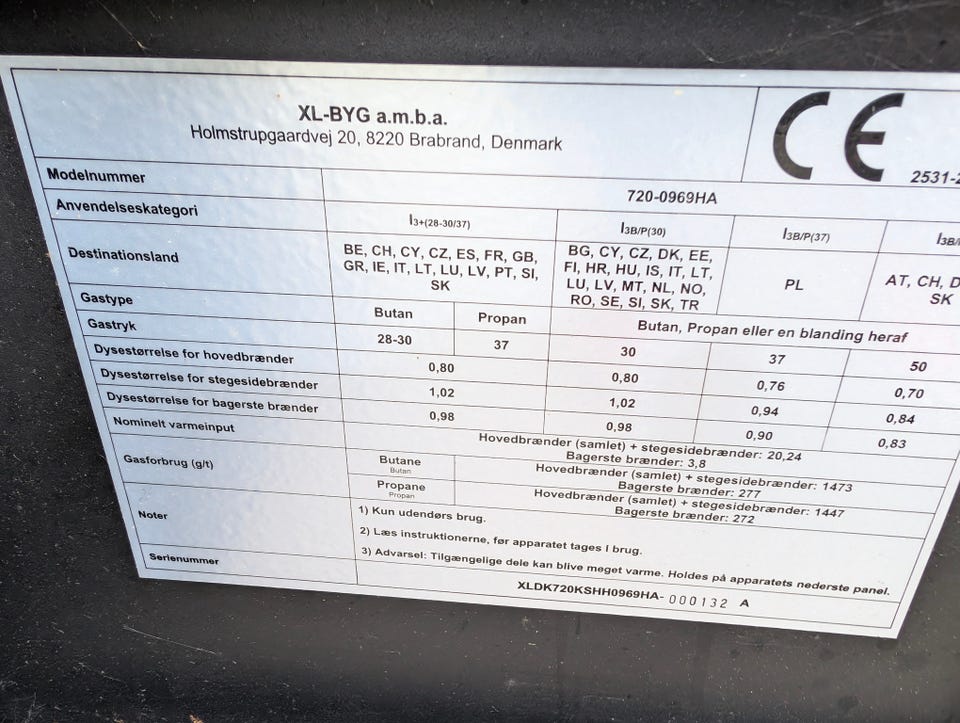 XL-BYG a.m.b.a.
Holmstrupgaardvej 20, 8220 Brabrand, Denmark
CE
2531-2
Modelnummer 720-0969HA
Anvendelseskategori I3+(28-30/37) I3B/P(30) I3B/P(37) I3B/
Destinationsland
BE, CH, CY, CZ, ES, FR, GB,
GR, IE, IT, LT, LU, LV, PT, SI,
SK
BG, CY, CZ, DK, EE,
FI, HR, HU, IS, IT, LT,
LU, LV, MT, NL, NO,
RO, SE, SI, SK, TR
PL
AT, CH, D
SK
Gastype Butan Propan Butan, Propan eller en blanding heraf
Gastryk 28-30 37 30 37 50
Dysestørrelse for hovedbrænder 0,80 0,80 0,76 0,70
Dysestørrelse for stegesidebrænder 1,02 1,02 0,94 0,84
Dysestørrelse for bagerste brænder 0,98 0,98 0,90 0,83
Nominelt varmeinput Hovedbrænder (samlet) + stegesidebrænder: 20,24
Bagerste brænder: 3,8
Gasforbrug (g/t)
Butane
Butan
Hovedbrænder (samlet) + stegesidebrænder: 1473
Bagerste brænder: 277
Propane
Propan
Hovedbrænder (samlet) + stegesidebrænder: 1447
Bagerste brænder: 272
Noter
1) Kun udendørs brug.
2) Læs instruktionerne, før apparatet tages I brug.
3) Advarsel: Tilgængelige dele kan blive meget varme. Holdes på apparatets nederste panel.
Serienummer XLDK720KSHH0969HA- 000132 A